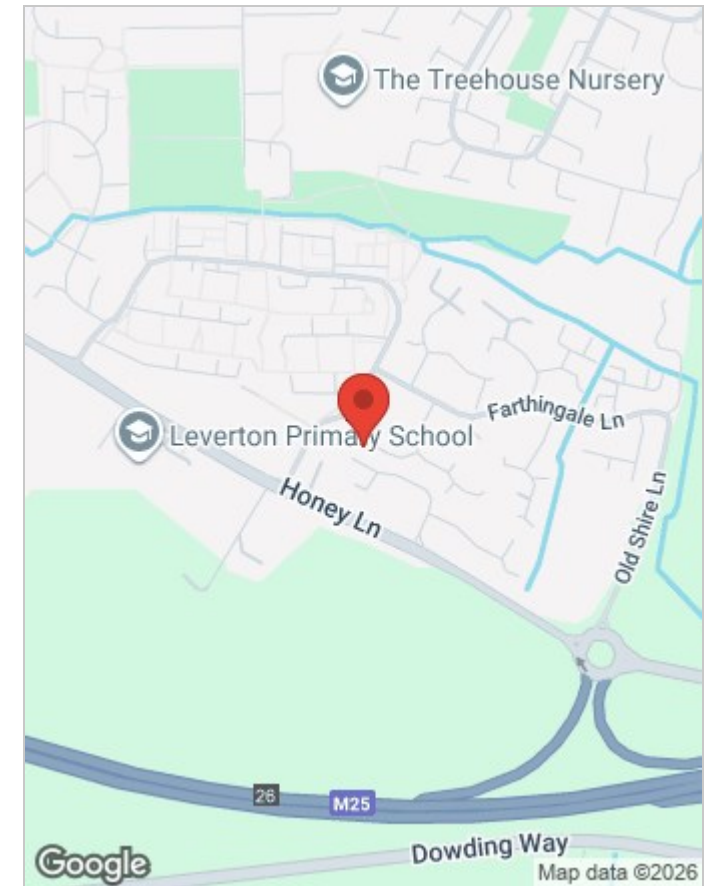 The Treehouse Nursery
Farthingale Ln
Leverton Primary School
Honey Ln
Old Shire Ln
26
M25
Dowding Way
Google
Map data ©2026